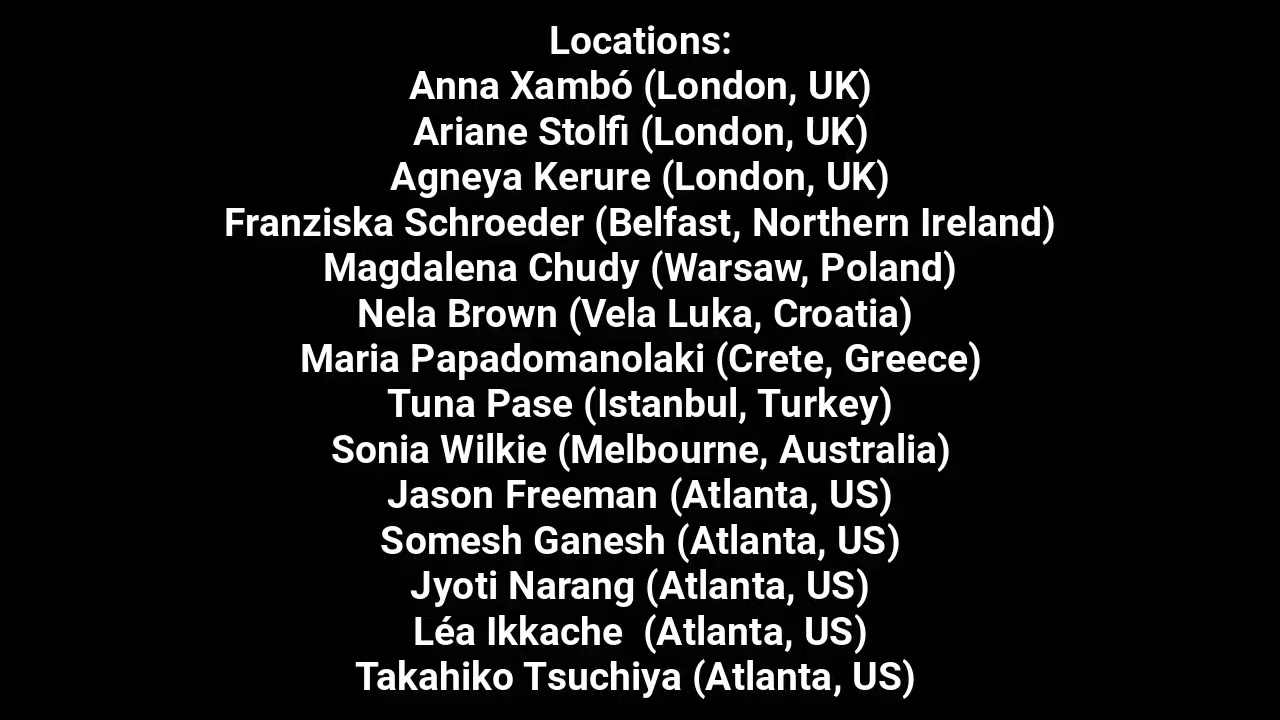 Locations:
Anna Xambó (London, UK)
Ariane Stolfi (London, UK)
Agneya Kerure (London, UK)
Franziska Schroeder (Belfast, Northern Ireland)
Magdalena Chudy (Warsaw, Poland)
Nela Brown (Vela Luka, Croatia)
Maria Papadomanolaki (Crete, Greece)
Tuna Pase (Istanbul, Turkey)
Sonia Wilkie (Melbourne, Australia)
Jason Freeman (Atlanta, US)
Somesh Ganesh (Atlanta, US)
Jyoti Narang (Atlanta, US)
Léa Ikkache  (Atlanta, US)
Takahiko Tsuchiya (Atlanta, US)